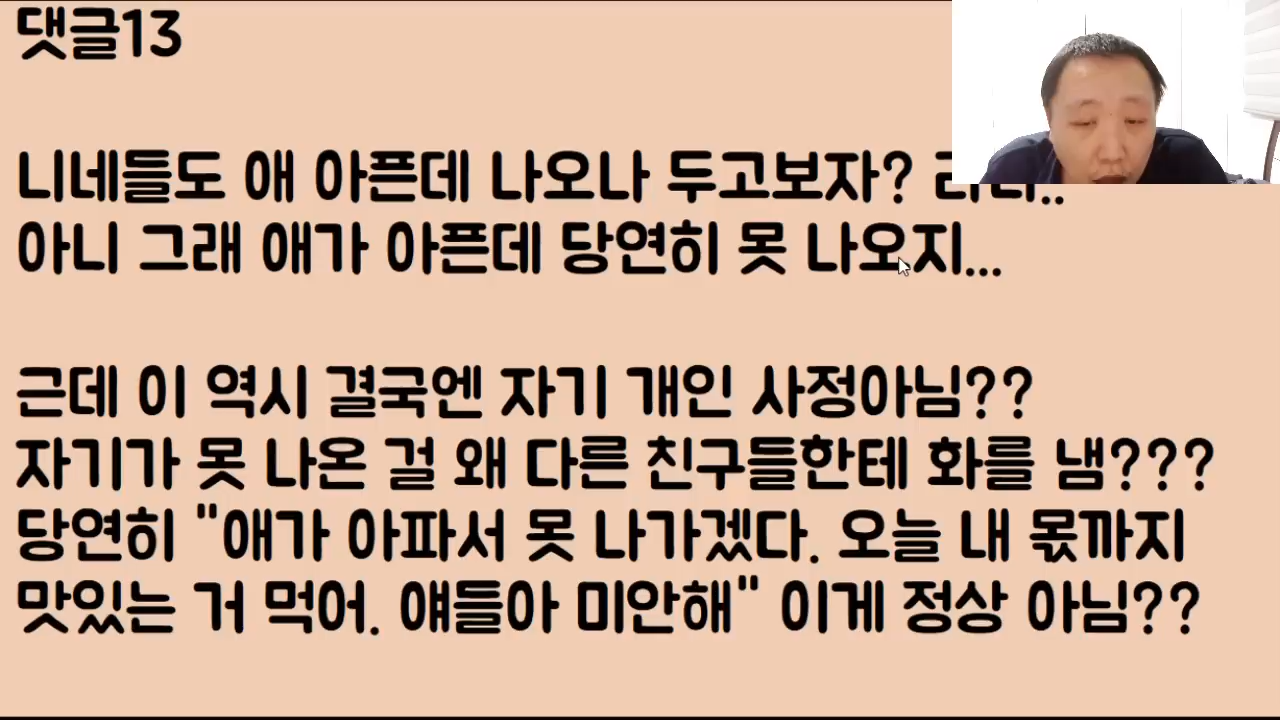 댓글13
니네들도 애 아픈데 나오나 두고보자?
아니 그래 애가 아픈데 당연히 못 나오지...
근데 이 역시 결국엔 자기 개인 사정아님??
자기가 못 나온 걸 왜 다른 친구들한테 화를 냄???
당연히 "애가 아파서 못 나가겠다. 오늘 내 몫까지
맛있는 거 먹어. 얘들아 미안해" 이게 정상 아님??